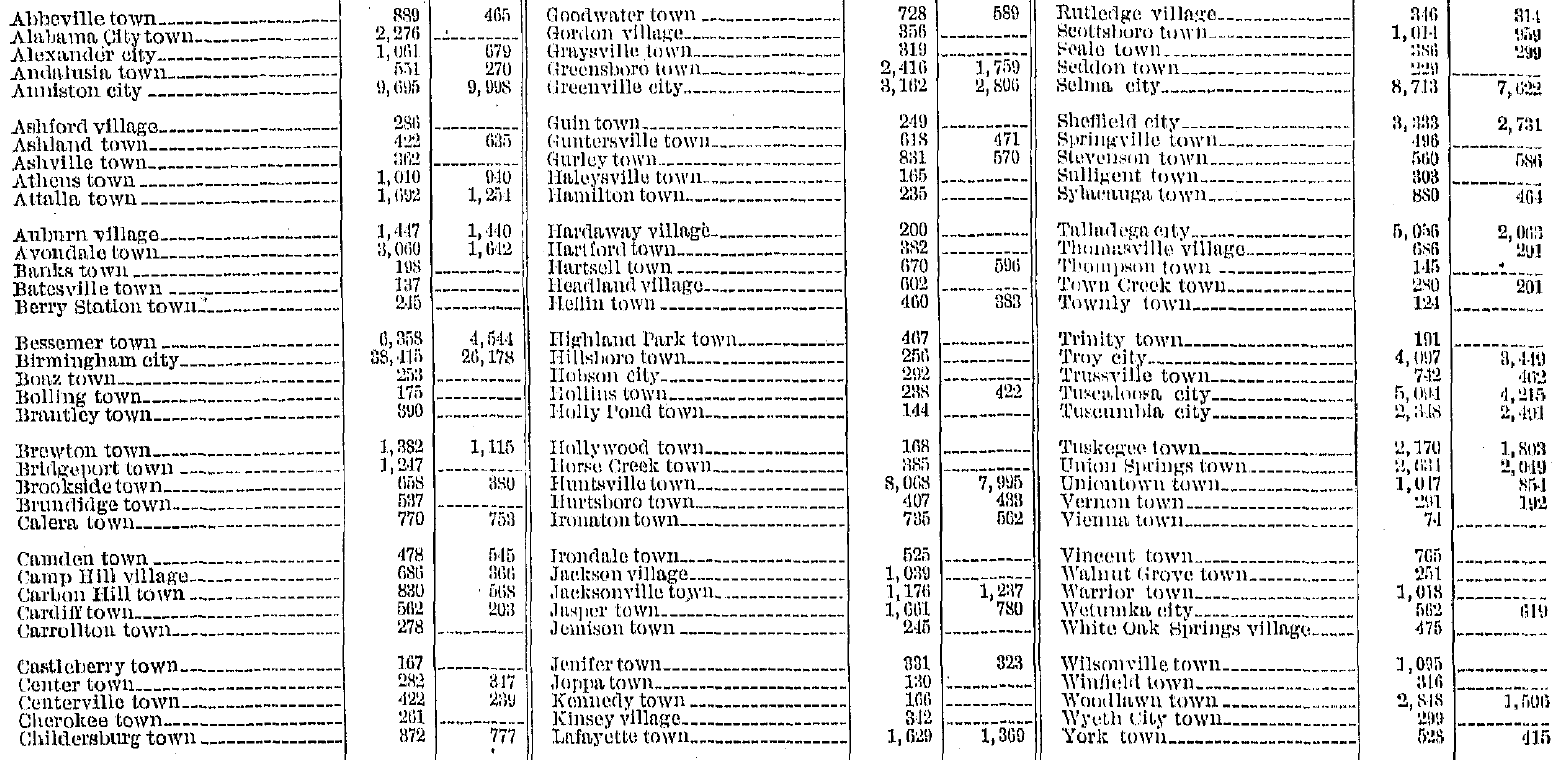 Abbeville town 889 465
Alabama City town 2,276
Alexander city 1,061 679
Andalusia town 551 270
Anniston city 9,695 9,998
Ashford village 286
Ashland town 422 635
Ashville town 362
Athens town 1,010 940
Attalla town 1,692 1,254
Auburn village 1,447 1,440
Avondale town 3,060 1,642
Banks town 198
Batesville town 137
Berry Station town 245
Bessemer town 6,358 4,544
Birmingham city 38,415 26,178
Boaz town 253
Bolling town 175
Brantley town 390
Brewton town 1,382 1,115
Bridgeport town 1,247
Brookside town 658 380
Brundidge town 537
Calera town 770 753
Camden town 478 545
Camp Hill village 686 366
Carbon Hill town 830 568
Cardiff town 562 203
Carrollton town 278
Castleberry town 167
Center town 282 347
Centerville town 422 239
Cherokee town 261
Childersburg town 872 777
Goodwater town 728 589
Gordon village 356
Graysville town 319
Greensboro town 2,416 1,759
Greenville city 3,162 2,806
Guin town 249
Guntersville town 618 471
Gurley town 831 570
Haleysville town 165
Hamilton town 235
Hardaway village 200
Hartford town 382
Hartsell town 670 596
Headland village 602
Heflin town 460 383
Highland Park town 467
Hillsboro town 256
Hobson city 292
Hollins town 238 422
Holly Pond town 144
Hollywood town 168
Horse Creek town 385
Huntsville town 8,068 7,995
Hurtsboro town 407 433
Ironaton town 735 562
Irondale town 525
Jackson village 1,039
Jacksonville town 1,176 1,237
Jasper town 1,661 780
Jemison town 245
Jenifer town 331 323
Joppa town 130
Kennedy town 166
Kinsey village 342
Lafayette town 1,629 1,369
Rutledge village 346 314
Scottsboro town 1,014 959
Seale town 386 299
Seddon town 229
Selma city 8,713 7,622
Sheffield city 3,333 2,731
Springville town 496
Stevenson town 560 586
Sulligent town 303
Sylacauga town 880 464
Talladega city 5,056 2,063
Thomasville village 686 291
Thompson town 145
Town Creek town 280 201
Townly town 124
Trinity town 191
Troy city 4,097 3,449
Trussville town 742 462
Tuscaloosa city 5,094 4,215
Tuscumbia city 2,348 2,491
Tuskegee town 2,170 1,803
Union Springs town 2,634 2,049
Uniontown town 1,047 854
Vernon town 291 192
Vienna town 74
Vincent town 765
Walnut Grove town 251
Warrior town 1,018
Wetumka city 562 619
White Oak Springs village 475
Wilsonville town 1,095
Winfield town 316
Woodlawn town 2,848 1,506
Wyeth City town 299
York town 528 415